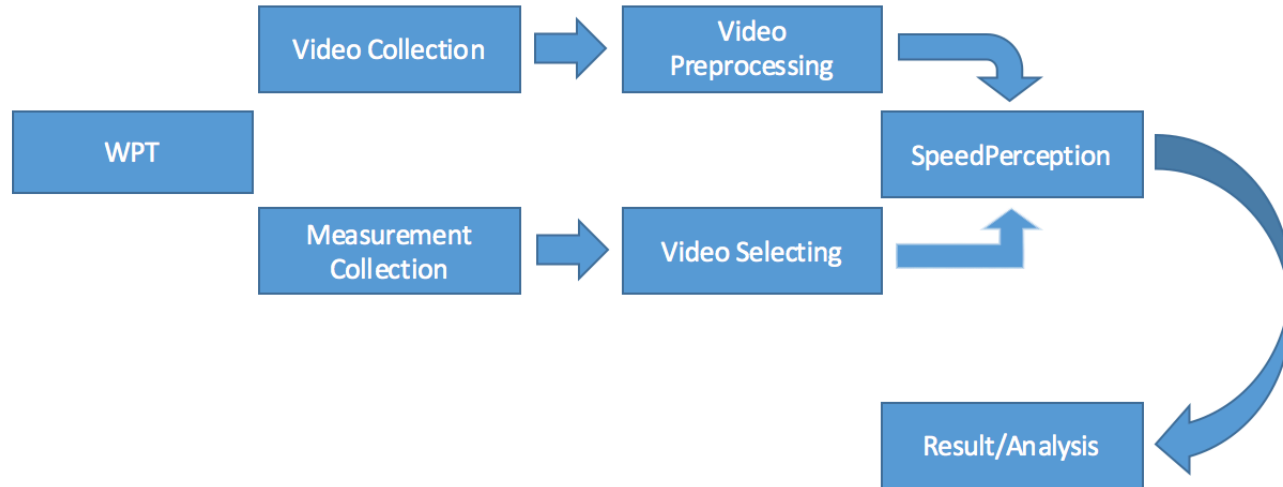 WPT
Video Collection
Video
Preprocessing
Measurement
Collection
Video Selecting
SpeedPerception
Result/Analysis